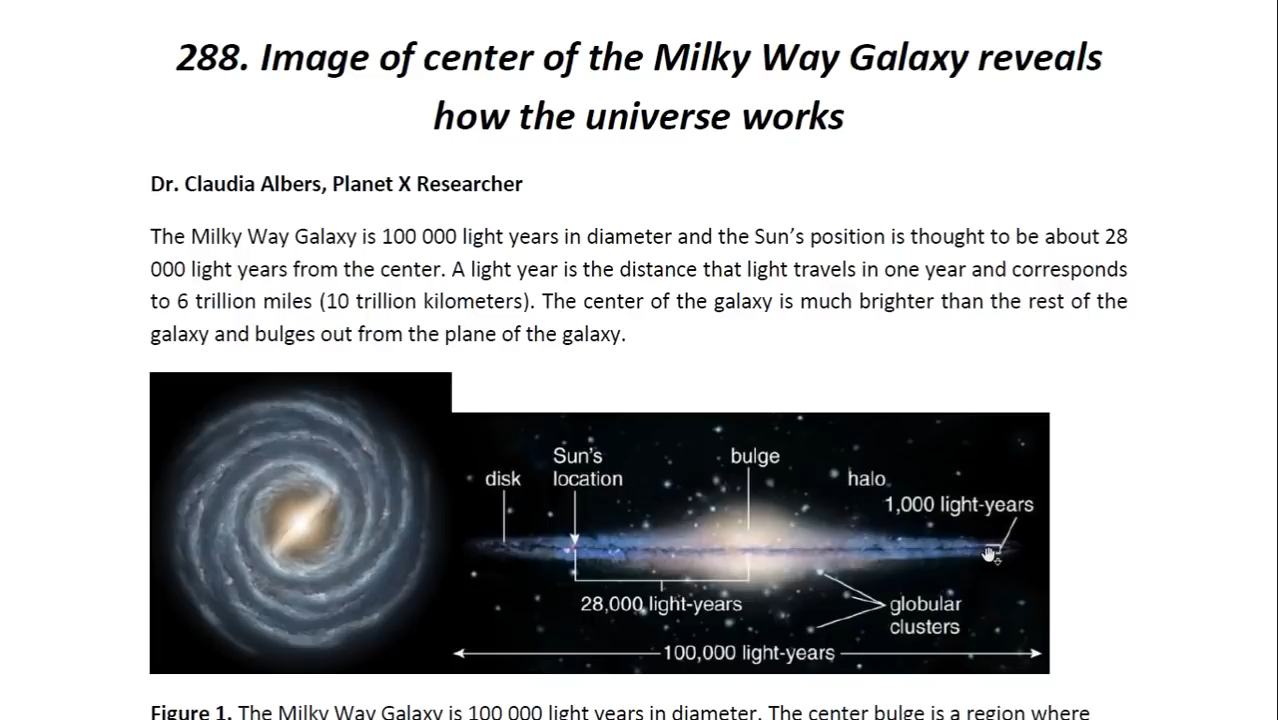 288. Image of center of the Milky Way Galaxy reveals
how the universe works
Dr. Claudia Albers, Planet X Researcher
The Milky Way Galaxy is 100 000 light years in diameter and the Sun’s position is thought to be about 28
000 light years from the center. A light year is the distance that light travels in one year and corresponds
to 6 trillion miles (10 trillion kilometers). The center of the galaxy is much brighter than the rest of the
galaxy and bulges out from the plane of the galaxy.
disk
Sun's
location
bulge
halo
1,000 light-years
28,000 light-years
globular
clusters
100,000 light-years
Figure 1. The Milky Way Galaxy is 100 000 light years in diameter. The center bulge is a region where